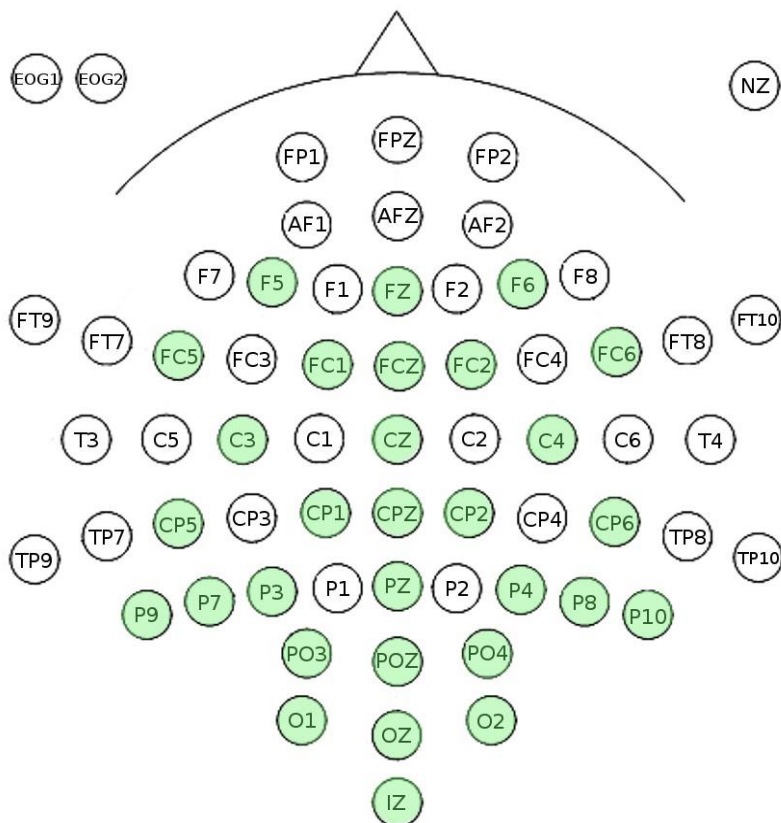 EOG1 EOG2 NZ
FP1 FPZ FP2
AF1 AFZ AF2
F7 F5 F1 FZ F2 F6 F8
FT9 FT7 FC5 FC3 FC1 FCZ FC2 FC4 FC6 FT8 FT10
T3 C5 C3 C1 CZ C2 C4 C6 T4
TP9 TP7 CP5 CP3 CP1 CPZ CP2 CP4 CP6 TP8 TP10
P9 P7 P3 P1 PZ P2 P4 P8 P10
PO3 POZ PO4
O1 OZ O2
IZ